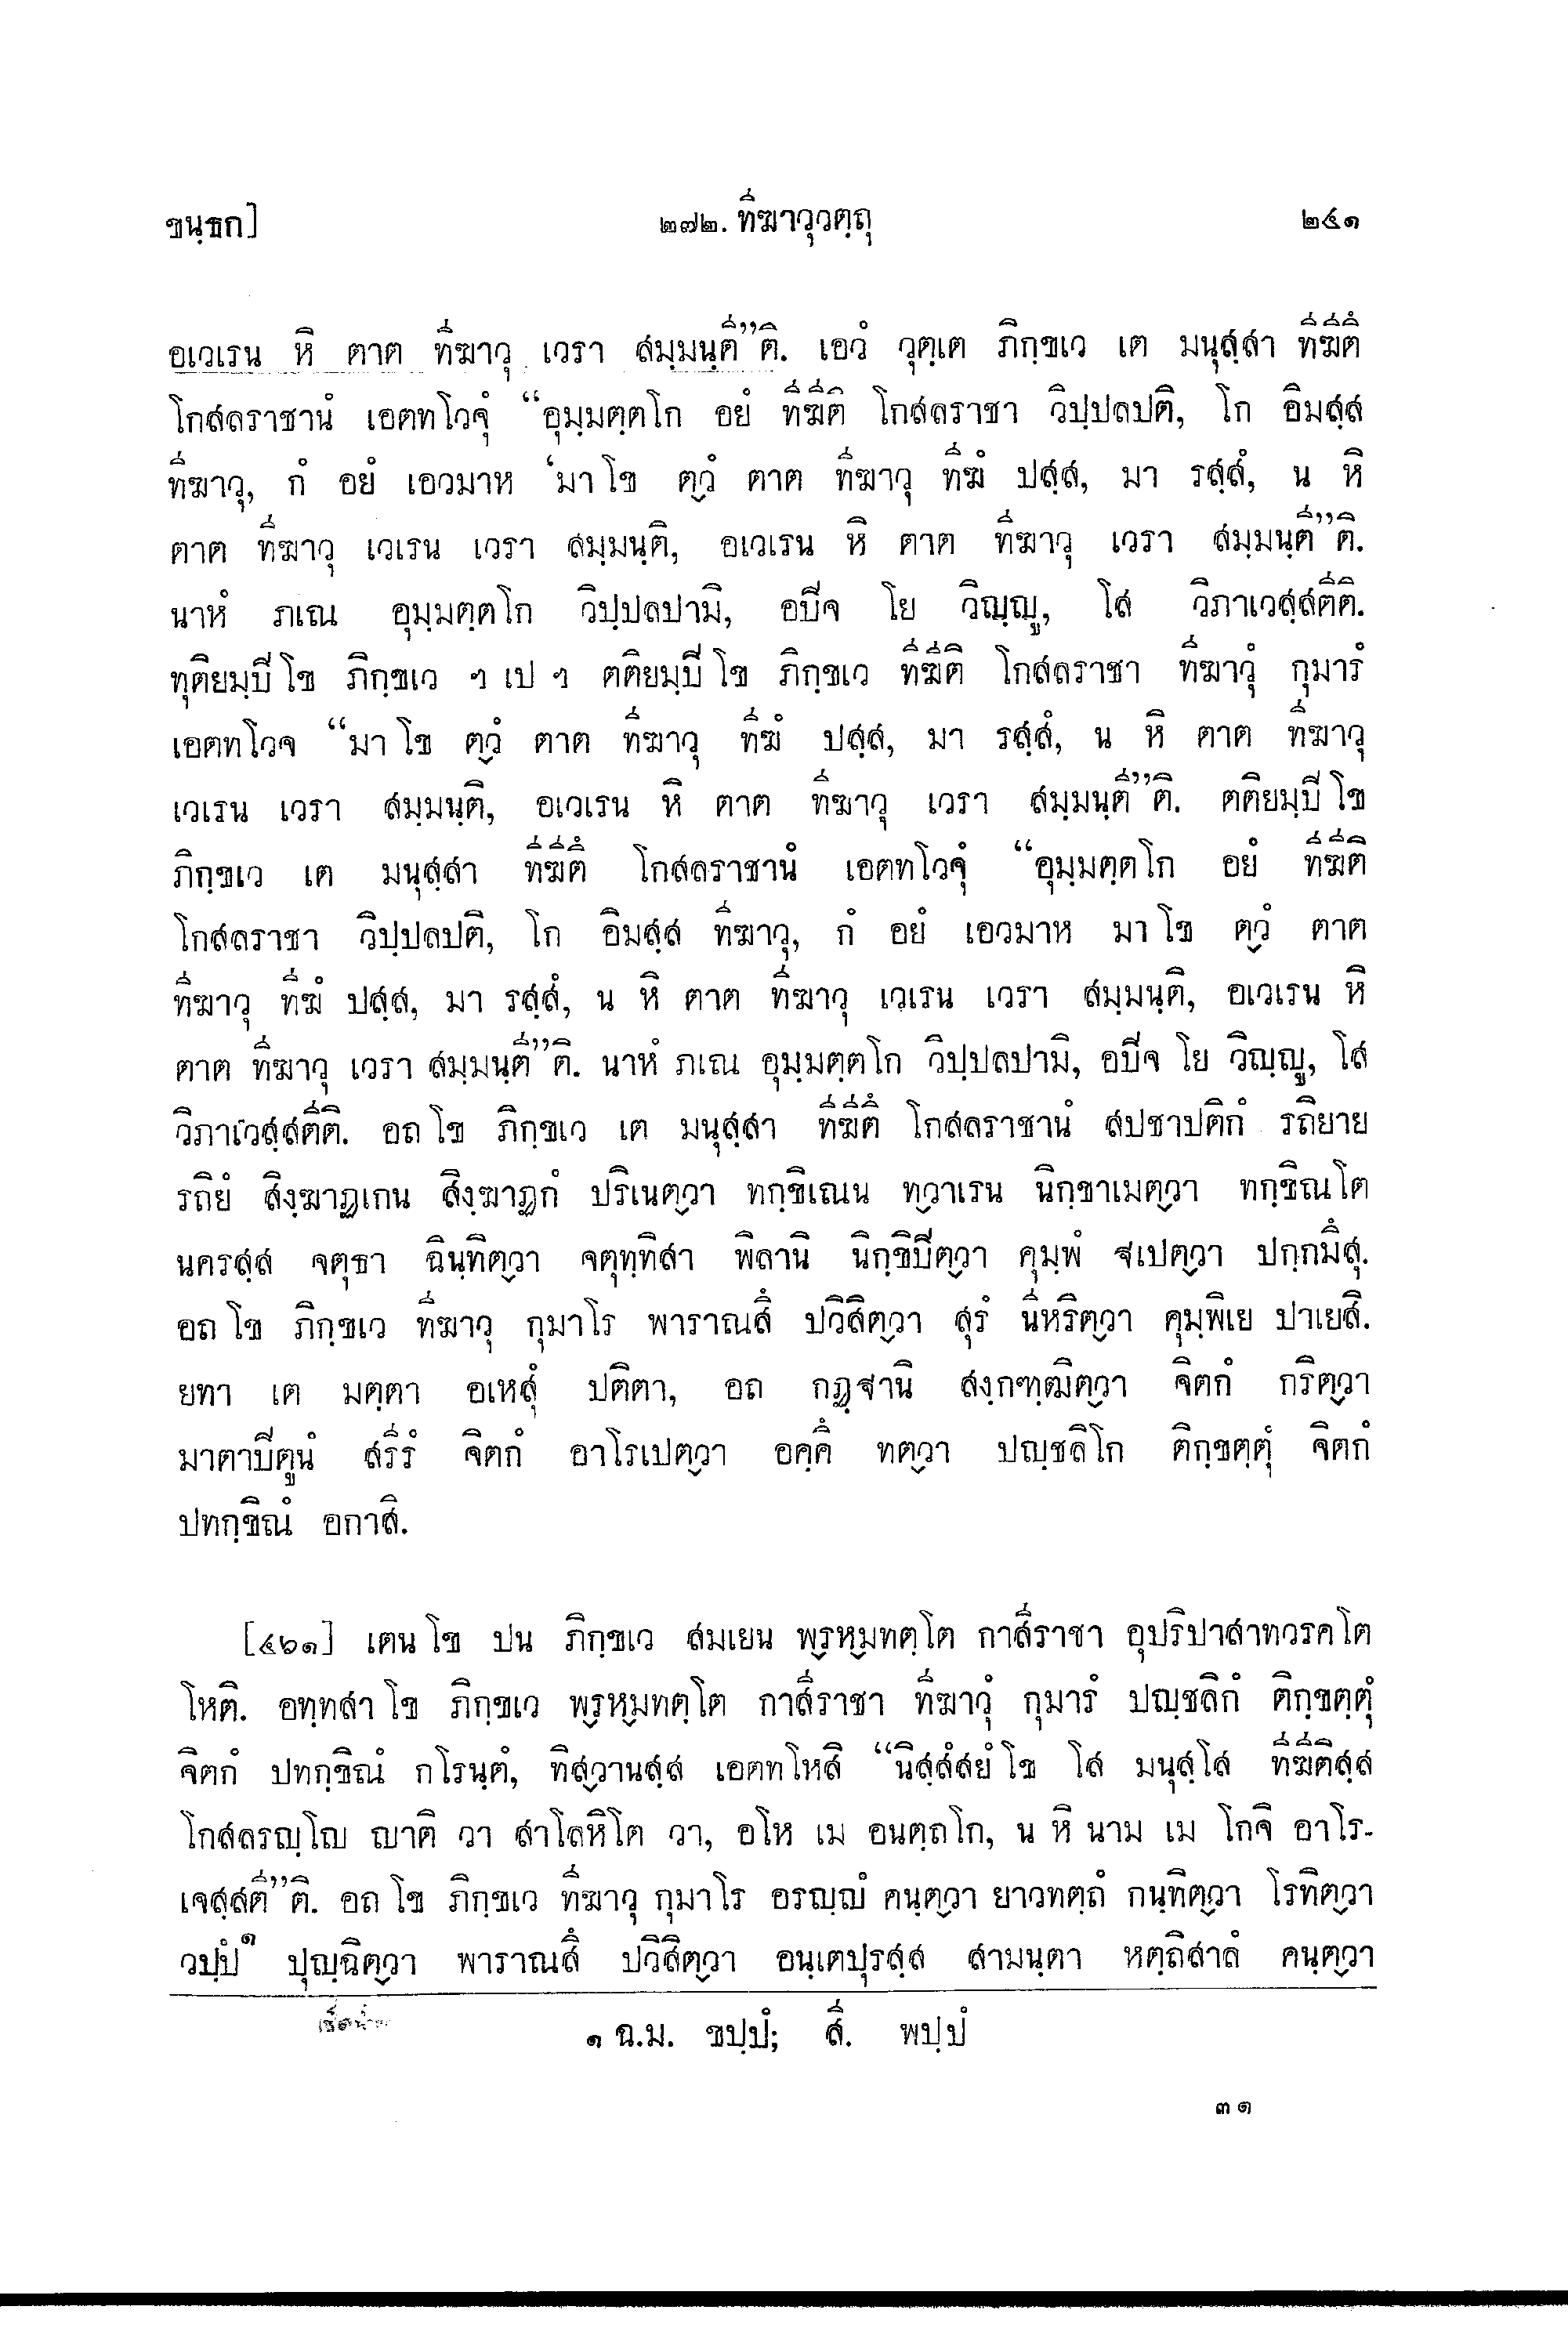 ขนฺธก] ๒๗๒. ทีฆาวุวตฺถุ ๒๔๑
อเวเรน หิ ตาต ทีฆาวุ เวรา สมฺมนฺตี”ติ. เอวํ วุตฺเต ภิกฺขเว เต มนุสฺสา ทีฆีตึ
โกสลราชานํ เอตทโวจุํ “อุมฺมตฺตโก อยํ ทีฆีติ โกสลราชา วิปฺปลปติ, โก อิมสฺส
ทีฆาวุ, กํ อยํ เอวมาห ‘มา โข ตฺวํ ตาต ทีฆาวุ ทีฆํ ปสฺส, มา รสฺสํ, น หิ
ตาต ทีฆาวุ เวเรน เวรา สมฺมนฺติ, อเวเรน หิ ตาต ทีฆาวุ เวรา สมฺมนฺตี”ติ.
นาหํ ภเณ อุมฺมตฺตโก วิปฺปลปามิ, อปิจ โย วิญฺญู, โส วิภาเวสฺสตีติ.
ทุติยมฺปิ โข ภิกฺขเว ฯ เป ฯ ตติยมฺปิ โข ภิกฺขเว ทีฆีติ โกสลราชา ทีฆาวุํ กุมารํ
เอตทโวจ “มา โข ตฺวํ ตาต ทีฆาวุ ทีฆํ ปสฺส, มา รสฺสํ, น หิ ตาต ทีฆาวุ
เวเรน เวรา สมฺมนฺติ, อเวเรน หิ ตาต ทีฆาวุ เวรา สมฺมนฺตี”ติ. ตติยมฺปิ โข
ภิกฺขเว เต มนุสฺสา ทีฆีตึ โกสลราชานํ เอตทโวจุํ “อุมฺมตฺตโก อยํ ทีฆีติ
โกสลราชา วิปฺปลปติ, โก อิมสฺส ทีฆาวุ, กํ อยํ เอวมาห มา โข ตฺวํ ตาต
ทีฆาวุ ทีฆํ ปสฺส, มา รสฺสํ, น หิ ตาต ทีฆาวุ เวเรน เวรา สมฺมนฺติ, อเวเรน หิ
ตาต ทีฆาวุ เวรา สมฺมนฺตี”ติ. นาหํ ภเณ อุมฺมตฺตโก วิปฺปลปามิ, อปิจ โย วิญฺญู, โส
วิภาเวสฺสตีติ. อถ โข ภิกฺขเว เต มนุสฺสา ทีฆีตึ โกสลราชานํ สปชาปติกํ รถิยาย
รถิยํ สิงฺฆาฏเกน สิงฺฆาฏกํ ปริเนตฺวา ทกฺขิเณน ทฺวาเรน นิกฺขาเมตฺวา ทกฺขิณโต
นครสฺส จตุธา ฉินฺทิตฺวา จตุทฺทิสา พิลานิ นิกฺขิปิตฺวา คุมฺพํ ฐเปตฺวา ปกฺกมึสุ.
อถ โข ภิกฺขเว ทีฆาวุ กุมาโร พาราณสึ ปวิสิตฺวา สุรํ นีหริตฺวา คุมฺพิเย ปาเยสิ.
ยทา เต มตฺตา อเหสุํ ปติตา, อถ กฏฺฐานิ สงฺกฑฺฒิตฺวา จิตกํ กริตฺวา
มาตาปิตูนํ สรีรํ จิตกํ อาโรเปตฺวา อคฺคึ ทตฺวา ปญฺชลิโก ติกฺขตฺตุํ จิตกํ
ปทกฺขิณํ อกาสิ.
[๔๖๑] เตน โข ปน ภิกฺขเว สมเยน พฺรหฺมทตฺโต กาสีราชา อุปริปาสาทวรคโต
โหติ. อทฺทสา โข ภิกฺขเว พฺรหฺมทตฺโต กาสีราชา ทีฆาวุํ กุมารํ ปญฺชลิกํ ติกฺขตฺตุํ
จิตกํ ปทกฺขิณํ กโรนฺตํ, ทิสฺวานสฺส เอตทโหสิ “นิสฺสํสยํ โข โส มนุสฺโส ทีฆีติสฺส
โกสลรญฺโญ ญาติ วา สาโลหิโต วา, อโห เม อนตฺถโก, น หิ นาม เม โกจิ อาโร-
เจสฺสตี”ติ. อถ โข ภิกฺขเว ทีฆาวุ กุมาโร อรญฺญํ คนฺตฺวา ยาวทตฺถํ กนฺทิตฺวา โรทิตฺวา
วปฺปํ๑ ปุญฺฉิตฺวา พาราณสึ ปวิสิตฺวา อนฺเตปุรสฺส สามนฺตา หตฺถิสาลํ คนฺตฺวา
๑ ฉ.ม. ขปฺปํ; สี. พปฺปํ
๓๑